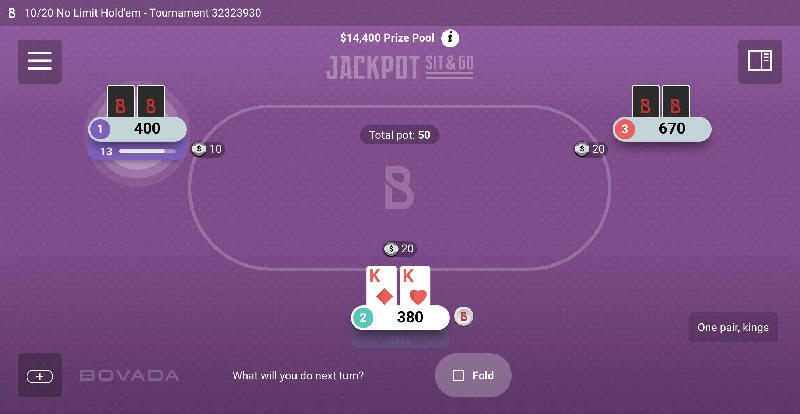 10/20 No Limit Hold'em - Tournament 32323930
$14,400 Prize Pool i
JACKPOT SIT & GO
1 400
13
3 670
Total pot: 50
$ 10
$ 20
B
$ 20
K K
2 380 B
CALL
One pair, kings
BOVADA
What will you do next turn?
Fold